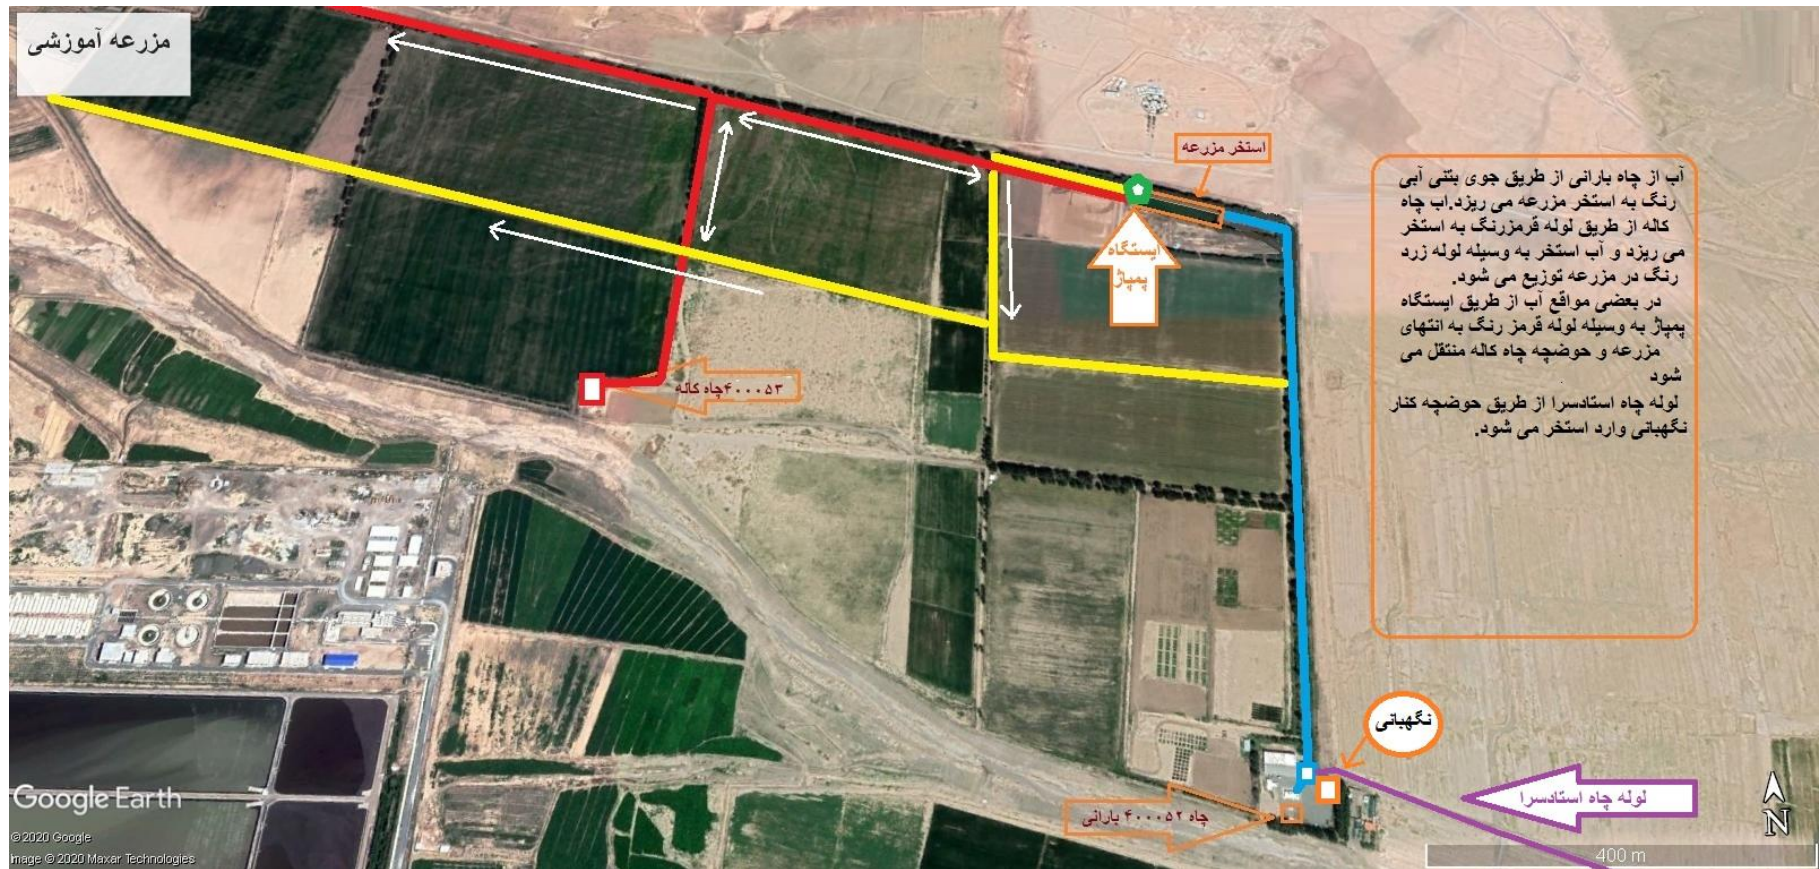 مزرعه آموزشی
استخر مزرعه
آب از چاه بارانی از طریق جوی بتنی آبی
رنگ به استخر مزرعه می ریزد.اب چاه
کاله از طریق لوله قرمزرنگ به استخر
می ریزد و آب استخر به وسیله لوله زرد
رنگ در مزرعه توزیع می شود.
در بعضی مواقع آب از طریق ایستگاه
پمپاژ به وسیله لوله قرمز رنگ به انتهای
مزرعه و حوضچه چاه کاله منتقل می
شود
لوله چاه استادسرا از طریق حوضچه کنار
نگهبانی وارد استخر می شود.
ایستگاه
پمپاژ
۴۰۰۰۵۳چاه کاله
نگهبانی
لوله چاه استادسرا
چاه ۴۰۰۰۵۲ بارانی
Google Earth
© 2020 Google
Image © 2020 Maxar Technologies
N
400 m